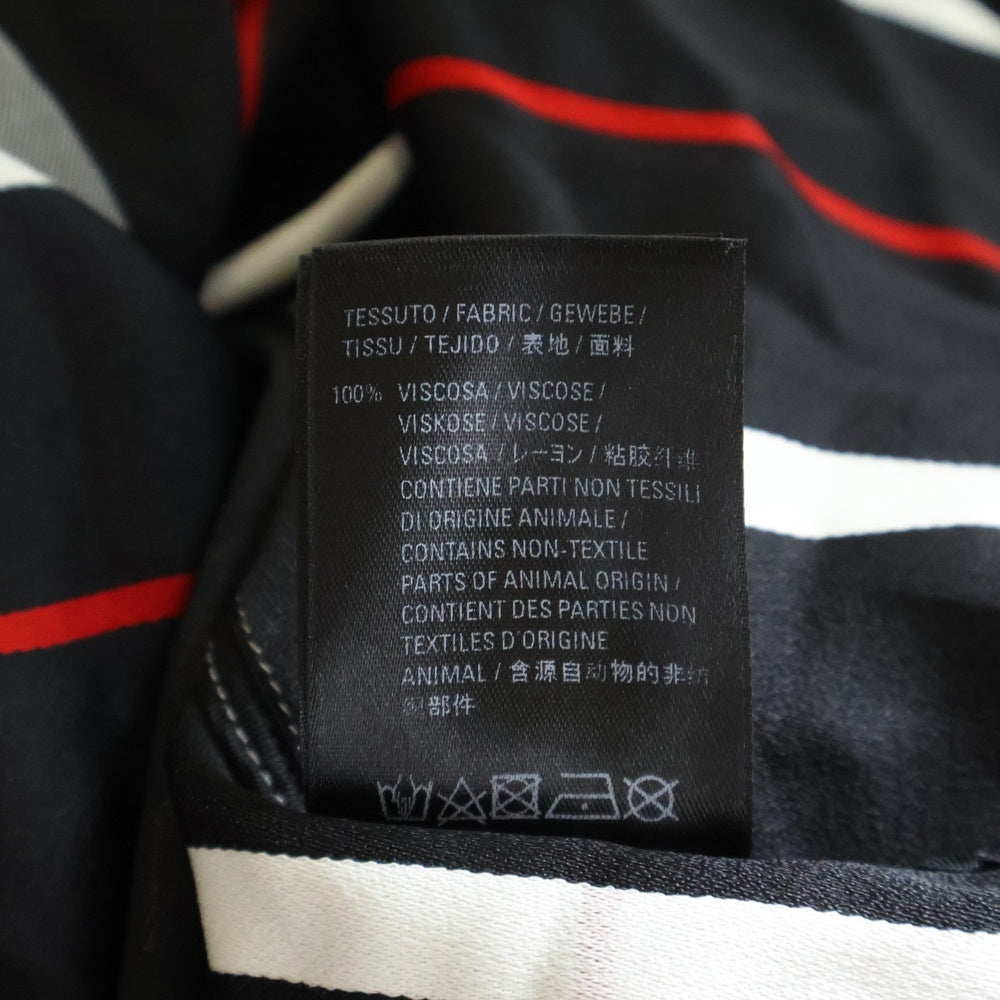 TESSUTO / FABRIC / GEWEBE /
TISSU / TEJIDO / 表地 / 面料
100% VISCOSA / VISCOSE /
VISKOSE / VISCOSE /
VISCOSA / レーヨン / 粘胶纤维
CONTIENE PARTI NON TESSILI
DI ORIGINE ANIMALE /
CONTAINS NON-TEXTILE
PARTS OF ANIMAL ORIGIN /
CONTIENT DES PARTIES NON
TEXTILES D'ORIGINE
ANIMAL / 含源自动物的非纺
织部件